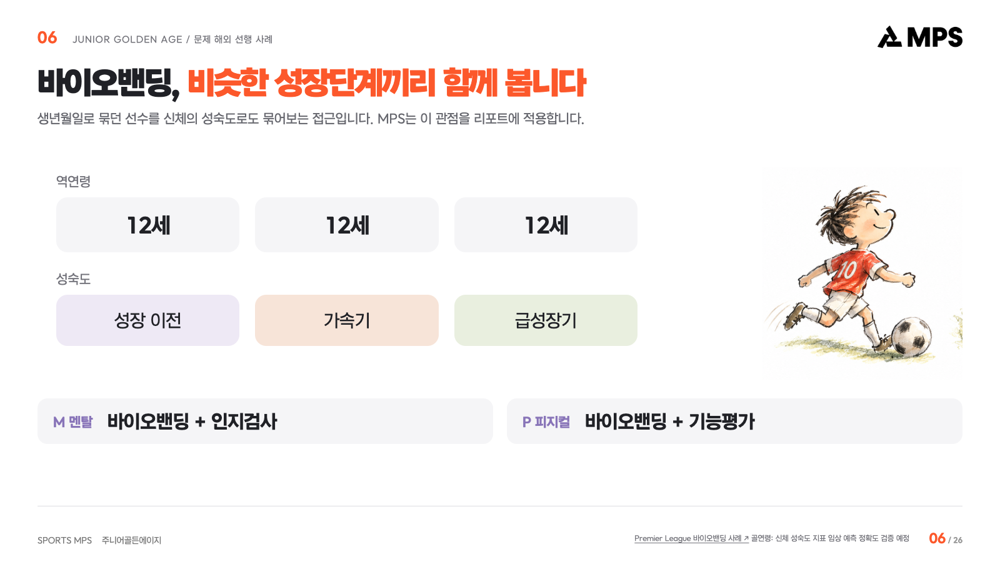 06 JUNIOR GOLDEN AGE / 문제 해외 선행 사례
MPS
바이오밴딩, 비슷한 성장단계끼리 함께 봅니다
생년월일로 묶던 선수를 신체의 성숙도로도 묶어보는 접근입니다. MPS는 이 관점을 리포트에 적용합니다.
역연령
12세 12세 12세
성숙도
성장 이전 가속기 급성장기
10
M 멘탈 바이오밴딩 + 인지검사
P 피지컬 바이오밴딩 + 기능평가
SPORTS MPS 주니어골든에이지
Premier League 바이오밴딩 사례 ↗ 골연령: 신체 성숙도 지표 임상 예측 정확도 검증 예정
06 / 26